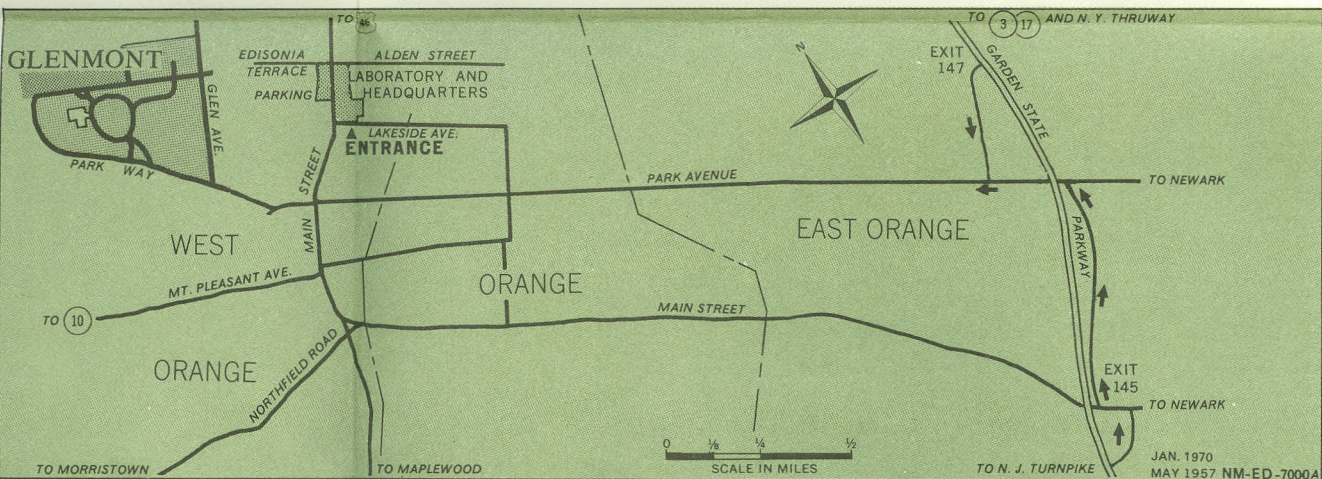 TO 46
TO 3 17 AND N. Y. THRUWAY
GLENMONT
EDISONIA
TERRACE
ALDEN STREET
EXIT
147
GARDEN STATE
PARKWAY
N
PARKING
LABORATORY AND
HEADQUARTERS
GLEN AVE.
LAKESIDE AVE.
ENTRANCE
PARK WAY
MAIN STREET
PARK AVENUE
TO NEWARK
WEST
ORANGE
EAST ORANGE
MT. PLEASANT AVE.
ORANGE
TO 10
MAIN STREET
NORTHFIELD ROAD
EXIT
145
TO NEWARK
0 1/8 1/4 1/2
SCALE IN MILES
TO MORRISTOWN
TO MAPLEWOOD
TO N. J. TURNPIKE
JAN. 1970
MAY 1957 NM-ED-7000A